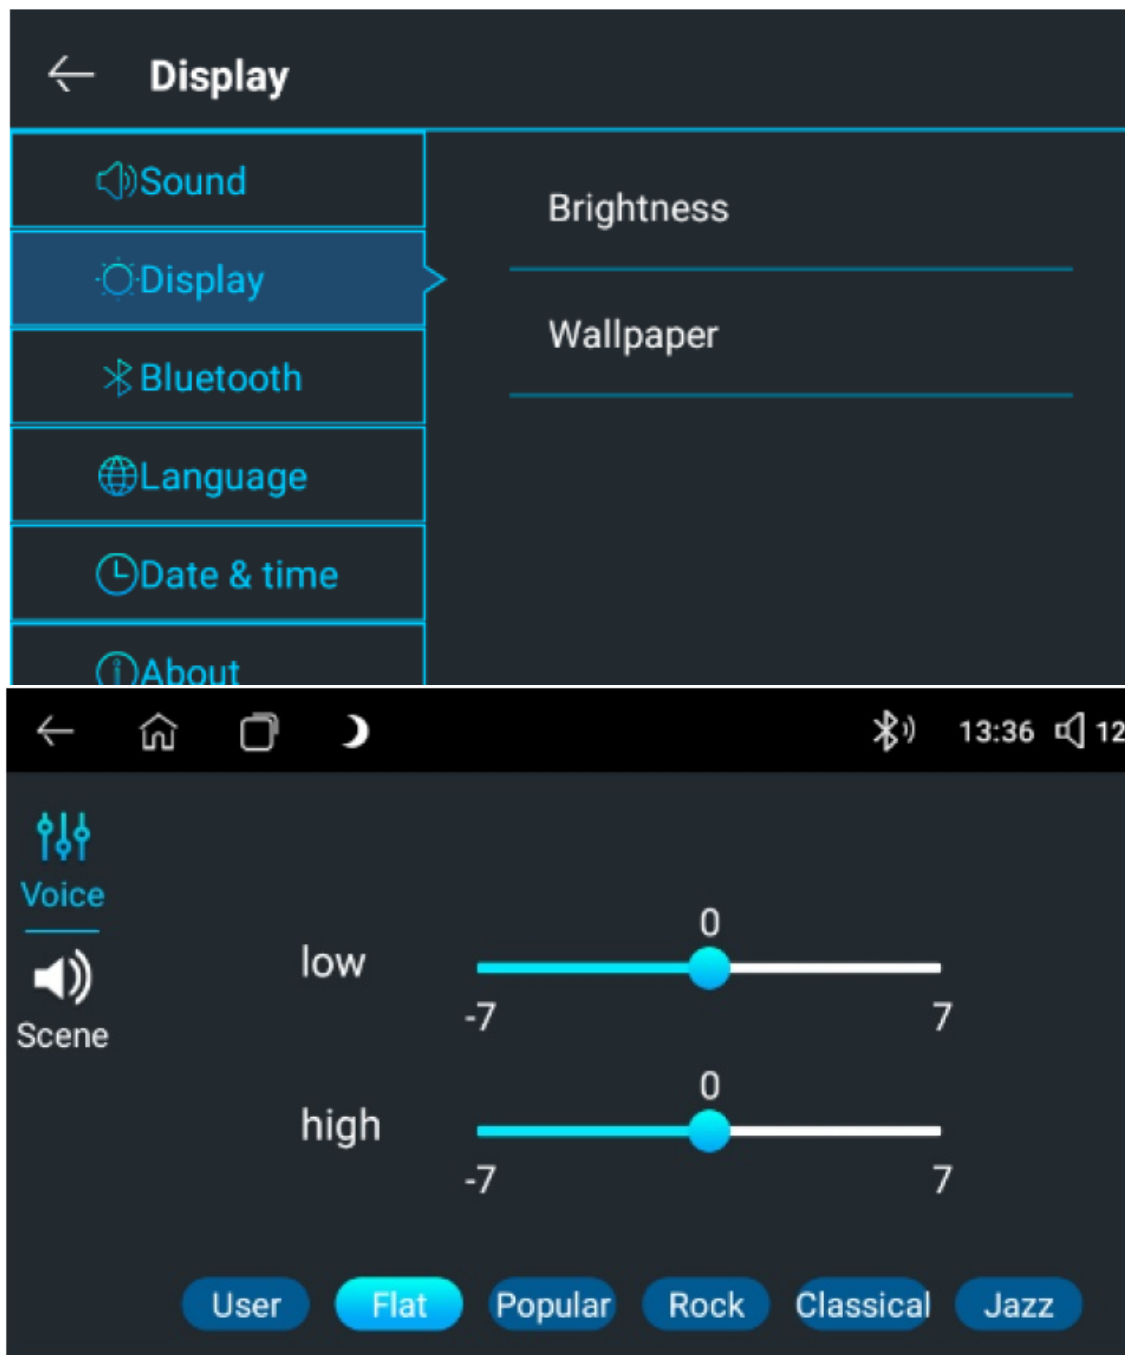 Display
Sound
Display
Bluetooth
Language
Date & time
About
Brightness
Wallpaper
13:36 12
Voice
Scene
low
0
-7 7
high
0
-7 7
User Flat Popular Rock Classical Jazz